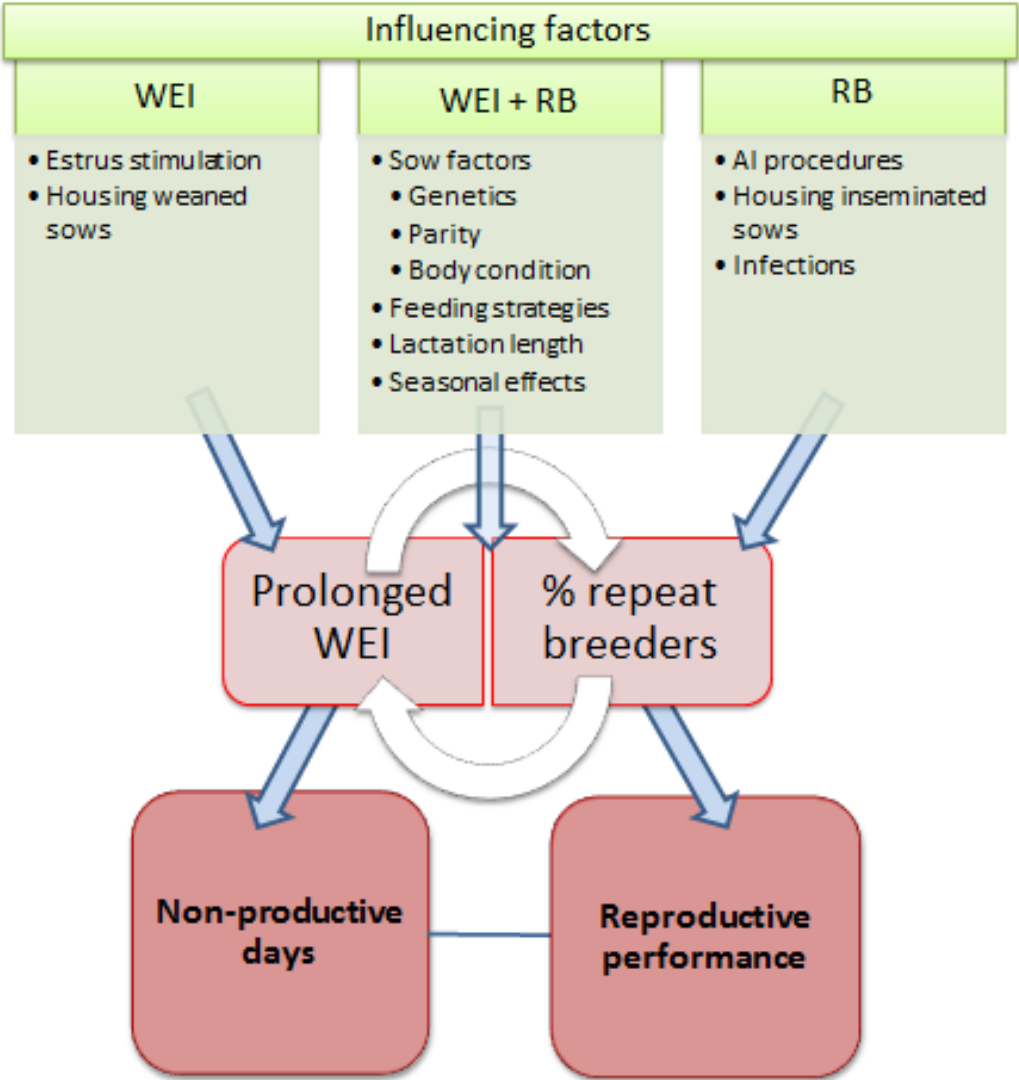 Influencing factors
WEI
• Estrus stimulation
• Housing weaned
sows
WEI + RB
• Sow factors
• Genetics
• Parity
• Body condition
• Feeding strategies
• Lactation length
• Seasonal effects
RB
• AI procedures
• Housing inseminated
sows
• Infections
Prolonged
WEI
% repeat
breeders
Non-productive
days
Reproductive
performance